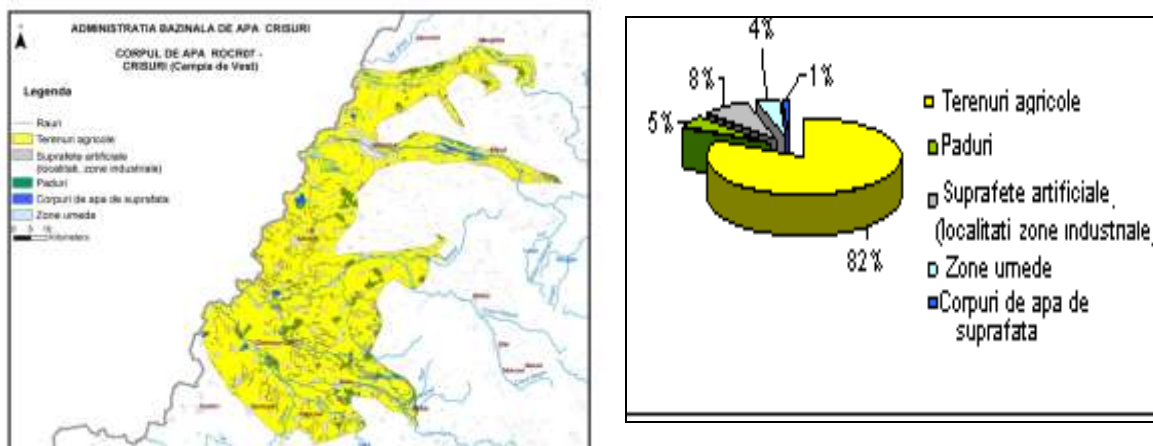 ADMINISTRATIA BAZINALA DE APA CRISURI
CORPUL DE APA ROCR07 -
CRISURI (Campia de Vest)
Legenda
Rauri
Terenuri agricole
Suprafete artificiale
(localitati, zone industriale)
Paduri
Corpuri de apa de suprafata
Zone umede
Kilometers
4%
8%
1%
5%
82%
Terenuri agricole
Paduri
Suprafete artificiale,
(localitati zone industriale,
Zone umede
Corpuri de apa de
suprafata